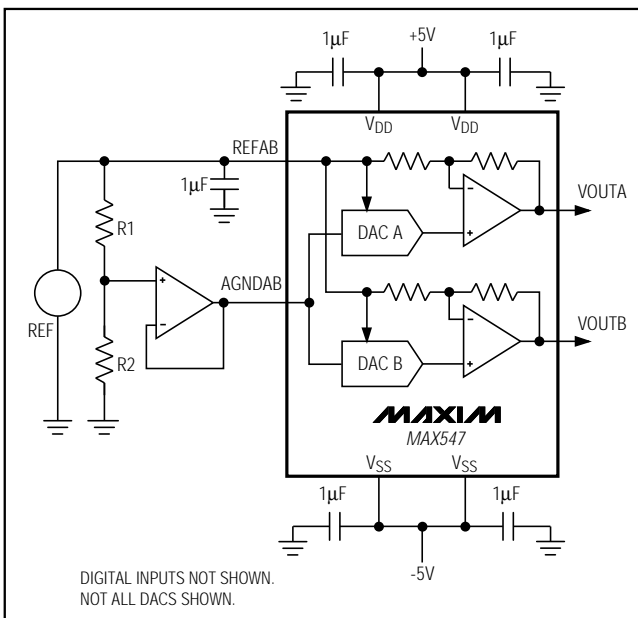 1μF
+5V
1μF
VDD
VDD
REFAB
1μF
R1
VOUTA
DAC A
AGNDAB
REF
R2
VOUTB
DAC B
MAXIM
MAX547
VSS
VSS
1μF
1μF
-5V
DIGITAL INPUTS NOT SHOWN.
NOT ALL DACS SHOWN.